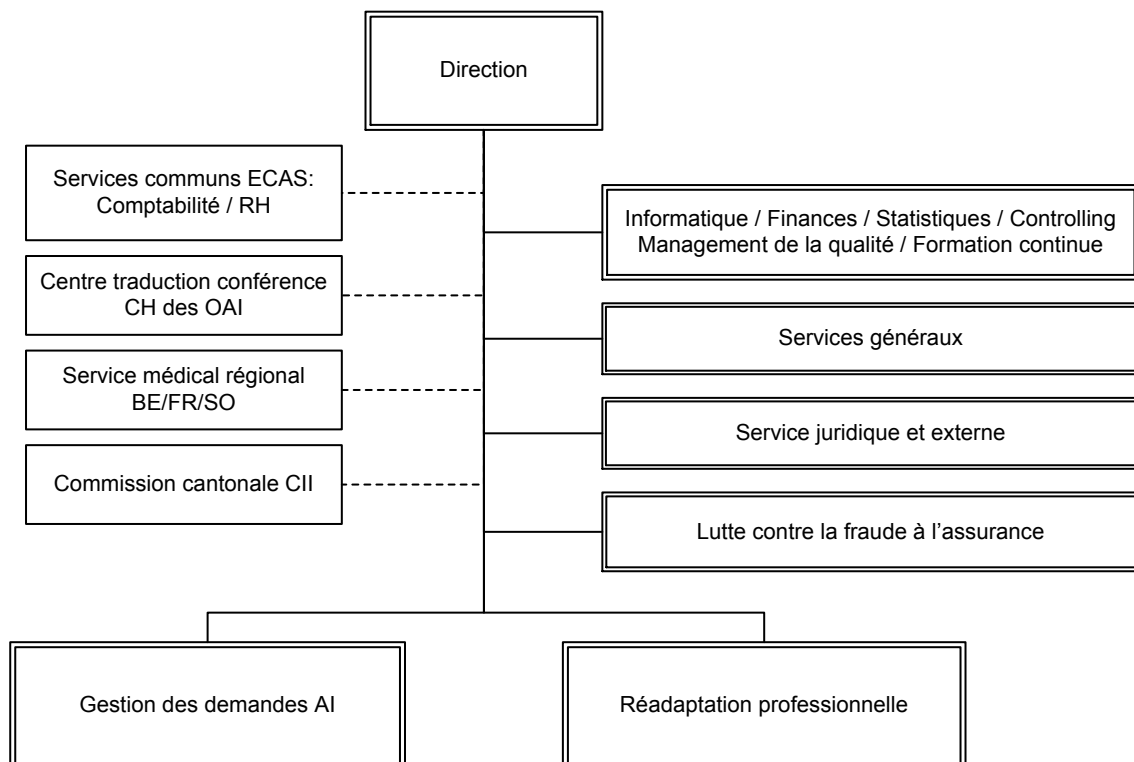 Direction
Services communs ECAS:
Comptabilité / RH
Informatique / Finances / Statistiques / Controlling
Management de la qualité / Formation continue
Centre traduction conférence
CH des OAI
Services généraux
Service médical régional
BE/FR/SO
Service juridique et externe
Commission cantonale CII
Lutte contre la fraude à l’assurance
Gestion des demandes AI
Réadaptation professionnelle